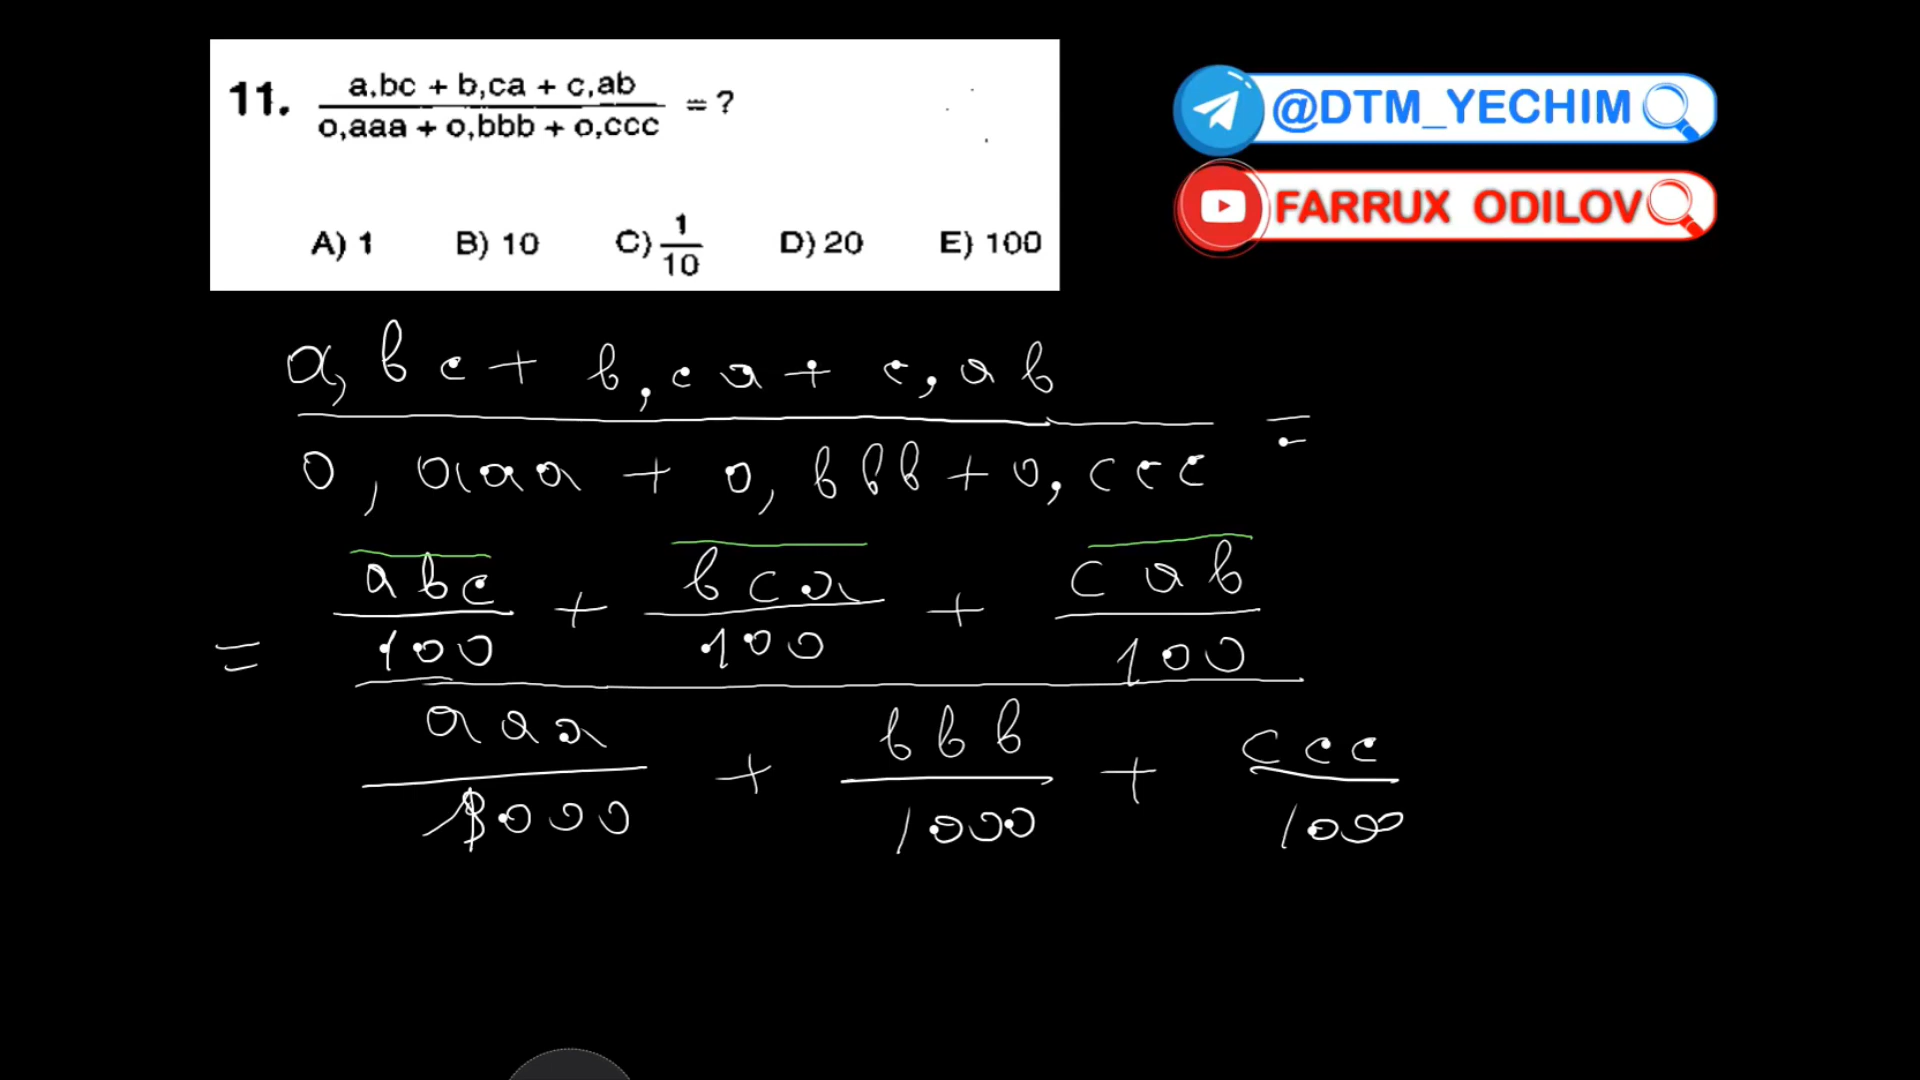 11. a,bc + b,ca + c,ab
= ?
o,aaa + o,bbb + o,ccc
A) 1 B) 10 C) 1/10 D) 20 E) 100
@DTM_YECHIM
FARRUX ODILOV
a,bc + b,ca + c,ab
=
0,aaa + 0,bbb + 0,ccc
= abc/100 + bca/100 + cab/100
aaa/1000 + bbb/1000 + ccc/1000